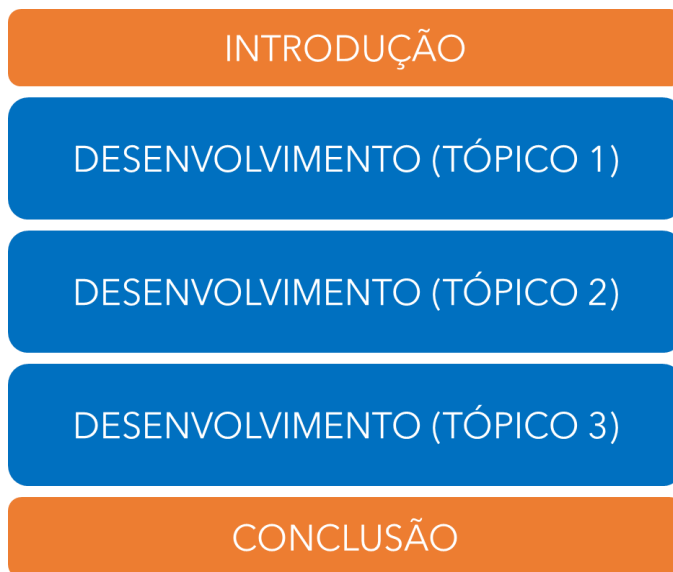 INTRODUÇÃO
DESENVOLVIMENTO (TÓPICO 1)
DESENVOLVIMENTO (TÓPICO 2)
DESENVOLVIMENTO (TÓPICO 3)
CONCLUSÃO